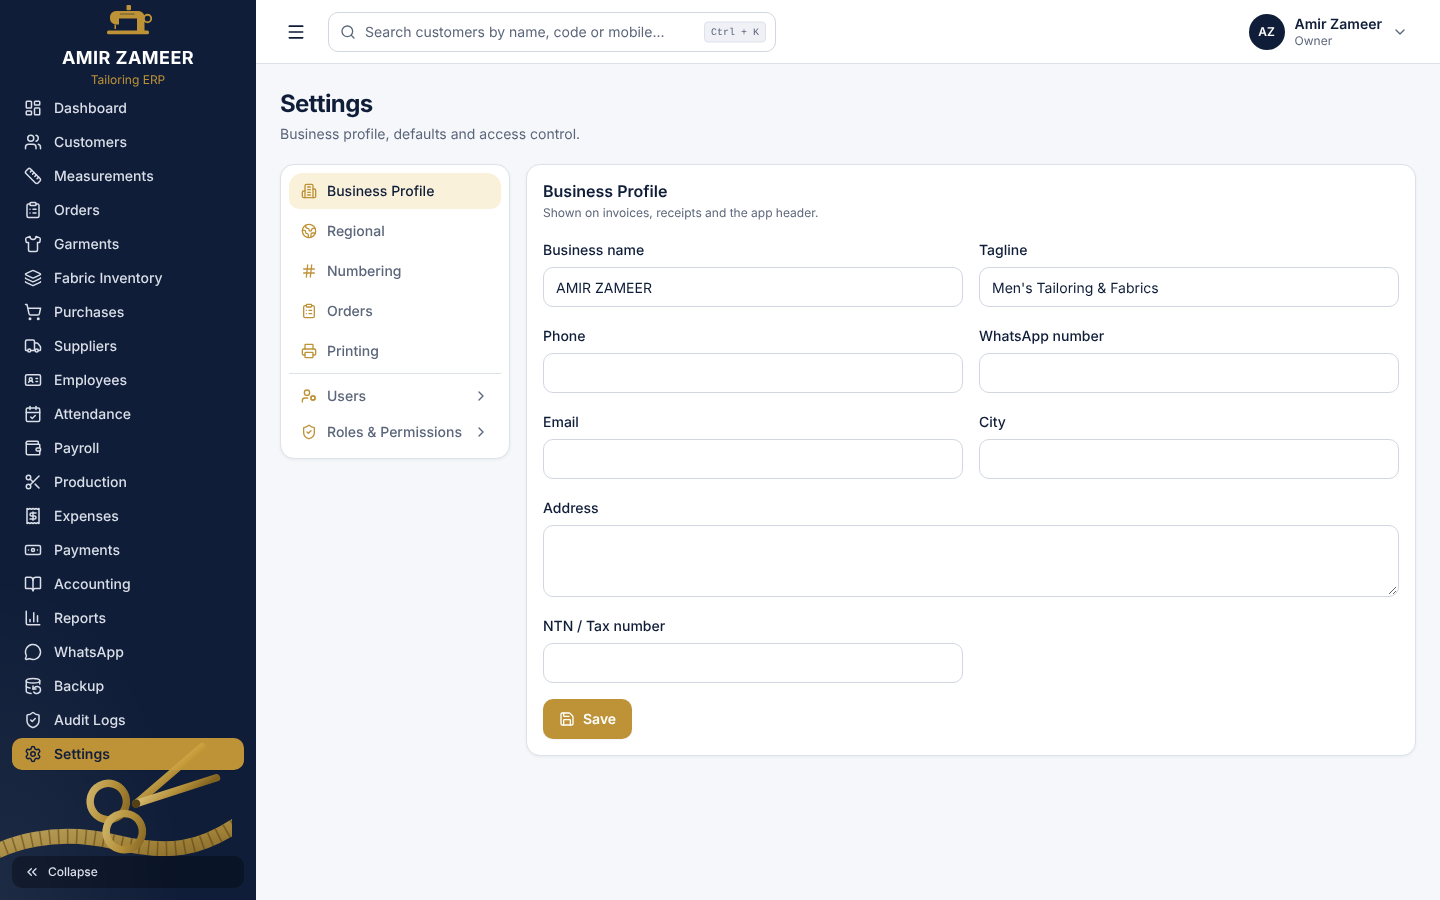 AMIR ZAMEER
Tailoring ERP
Dashboard
Customers
Measurements
Orders
Garments
Fabric Inventory
Purchases
Suppliers
Employees
Attendance
Payroll
Production
Expenses
Payments
Accounting
Reports
WhatsApp
Backup
Audit Logs
Settings
Collapse
Search customers by name, code or mobile...
Ctrl + K
AZ
Amir Zameer
Owner
Settings
Business profile, defaults and access control.
Business Profile
Regional
Numbering
Orders
Printing
Users
Roles & Permissions
Business Profile
Shown on invoices, receipts and the app header.
Business name
AMIR ZAMEER
Tagline
Men's Tailoring & Fabrics
Phone
WhatsApp number
Email
City
Address
NTN / Tax number
Save